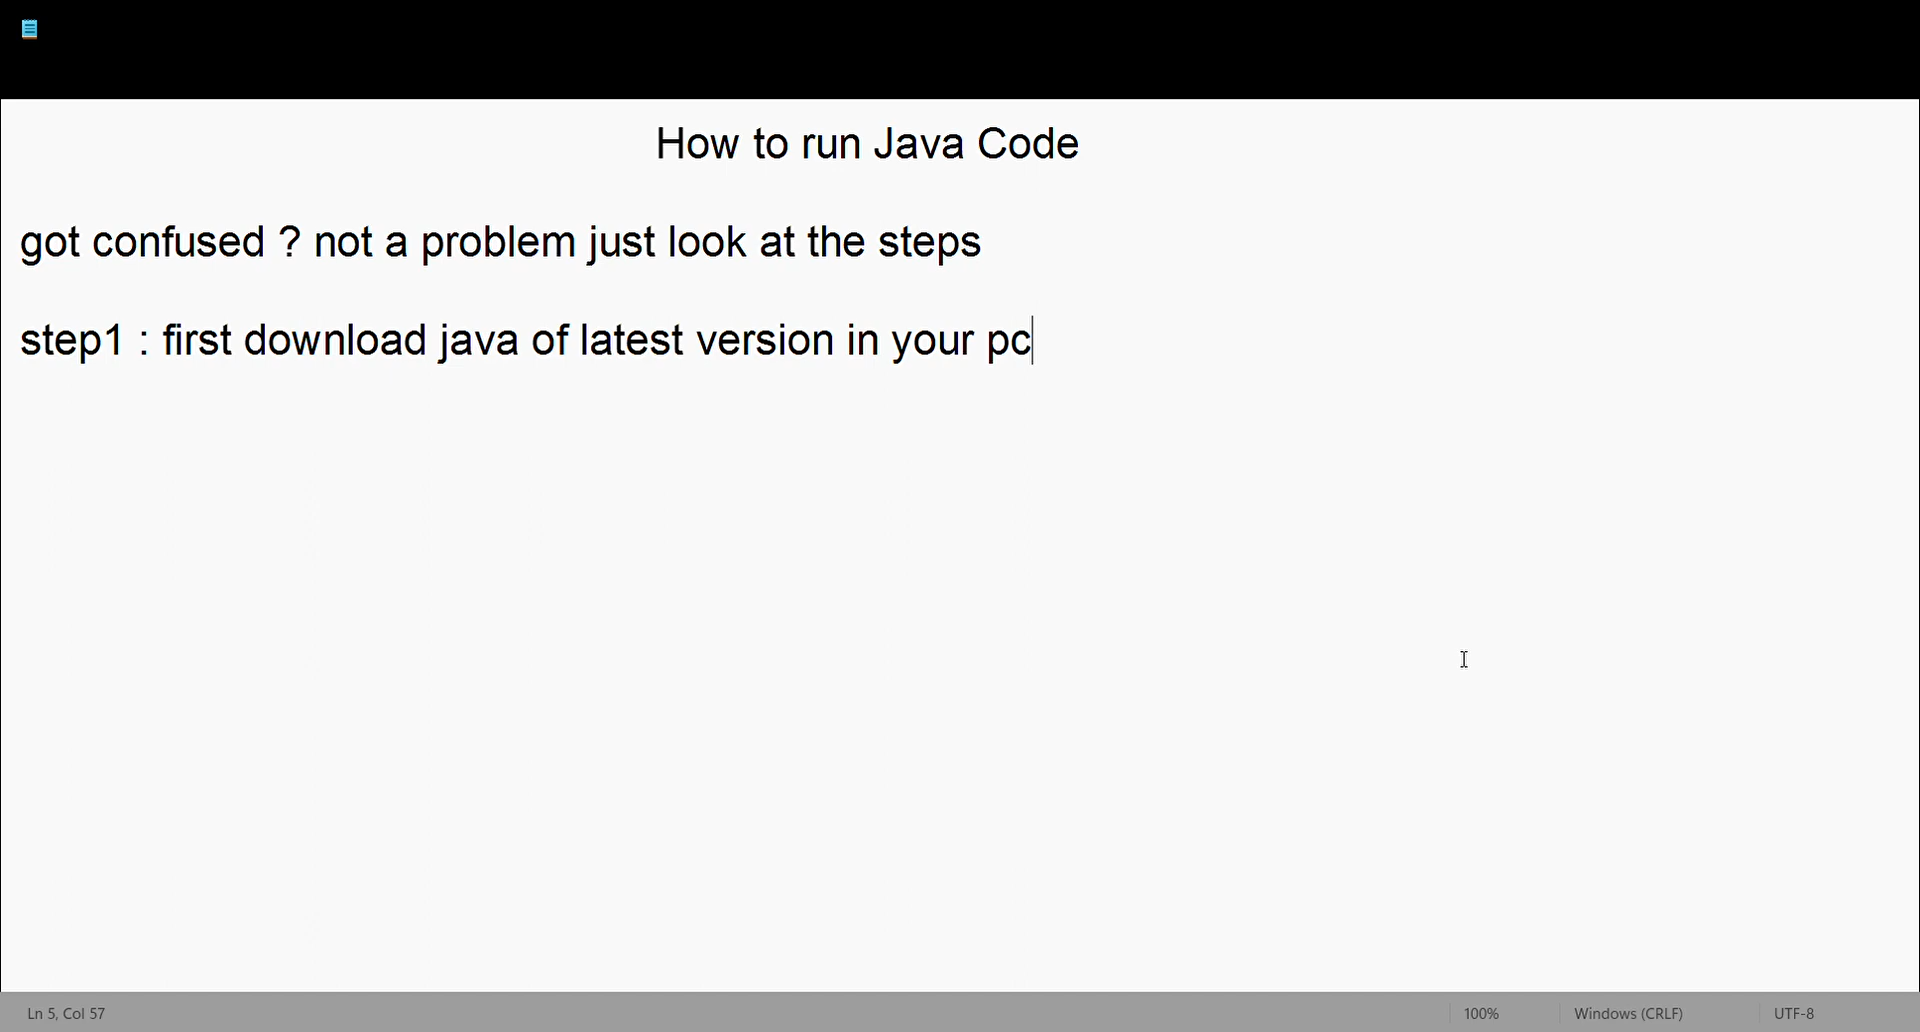 How to run Java Code
got confused ? not a problem just look at the steps
step1 : first download java of latest version in your pc
Ln 5, Col 57
100%
Windows (CRLF)
UTF-8